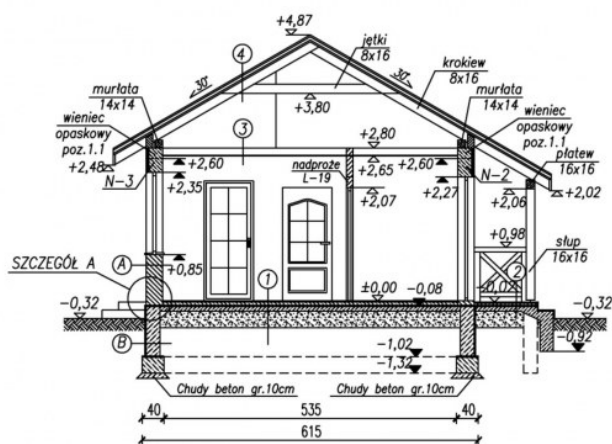 +4,87
jętki
8x16
krokiew
8x16
4
30°
30°
murłata
14x14
+3,80
murłata
14x14
wieniec
opaskowy
poz.1.1
3
+2,80
wieniec
opaskowy
poz.1.1
+2,48
+2,60
nadproże
L-19
+2,65
+2,60
płatew
16x16
N-3
+2,35
+2,07
+2,27
N-2
+2,06
+2,02
+0,98
słup
16x16
SZCZEGÓŁ A
A
+0,85
1
±0,00
-0,08
2
-0,02
-0,32
-0,32
B
-1,02
-0,92
-1,32
Chudy beton gr.10cm
Chudy beton gr.10cm
40
535
40
615